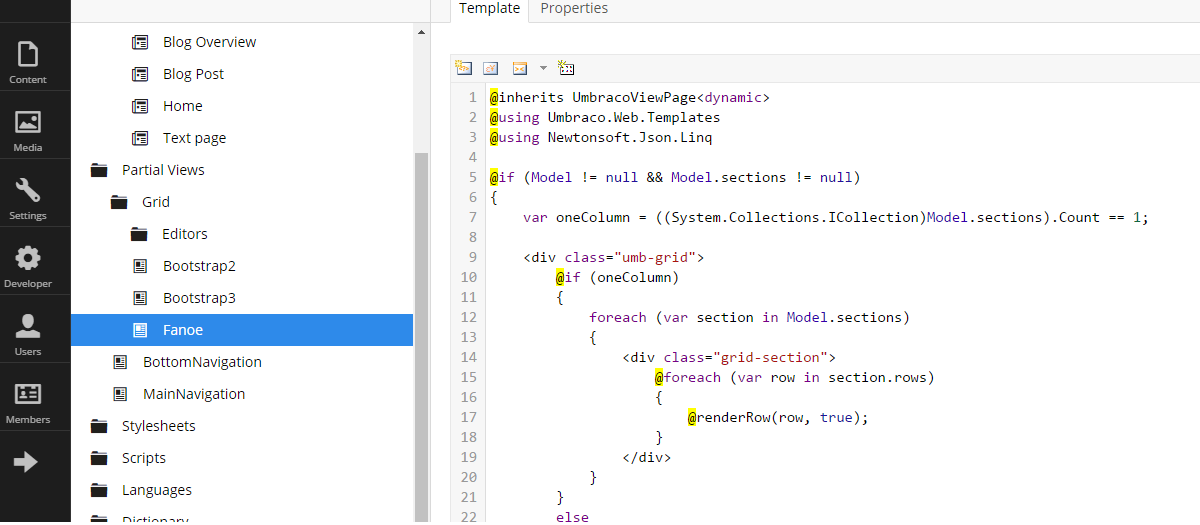 Content
Media
Settings
Developer
Users
Members
Blog Overview
Blog Post
Home
Text page
Partial Views
Grid
Editors
Bootstrap2
Bootstrap3
Fanoe
BottomNavigation
MainNavigation
Stylesheets
Scripts
Languages
Dictionary
Template Properties
1 @inherits UmbracoViewPage<dynamic>
2 @using Umbraco.Web.Templates
3 @using Newtonsoft.Json.Linq
4
5 @if (Model != null && Model.sections != null)
6 {
7 var oneColumn = ((System.Collections.ICollection)Model.sections).Count == 1;
8
9 <div class="umb-grid">
10 @if (oneColumn)
11 {
12 foreach (var section in Model.sections)
13 {
14 <div class="grid-section">
15 @foreach (var row in section.rows)
16 {
17 @renderRow(row, true);
18 }
19 </div>
20 }
21 }
22 else